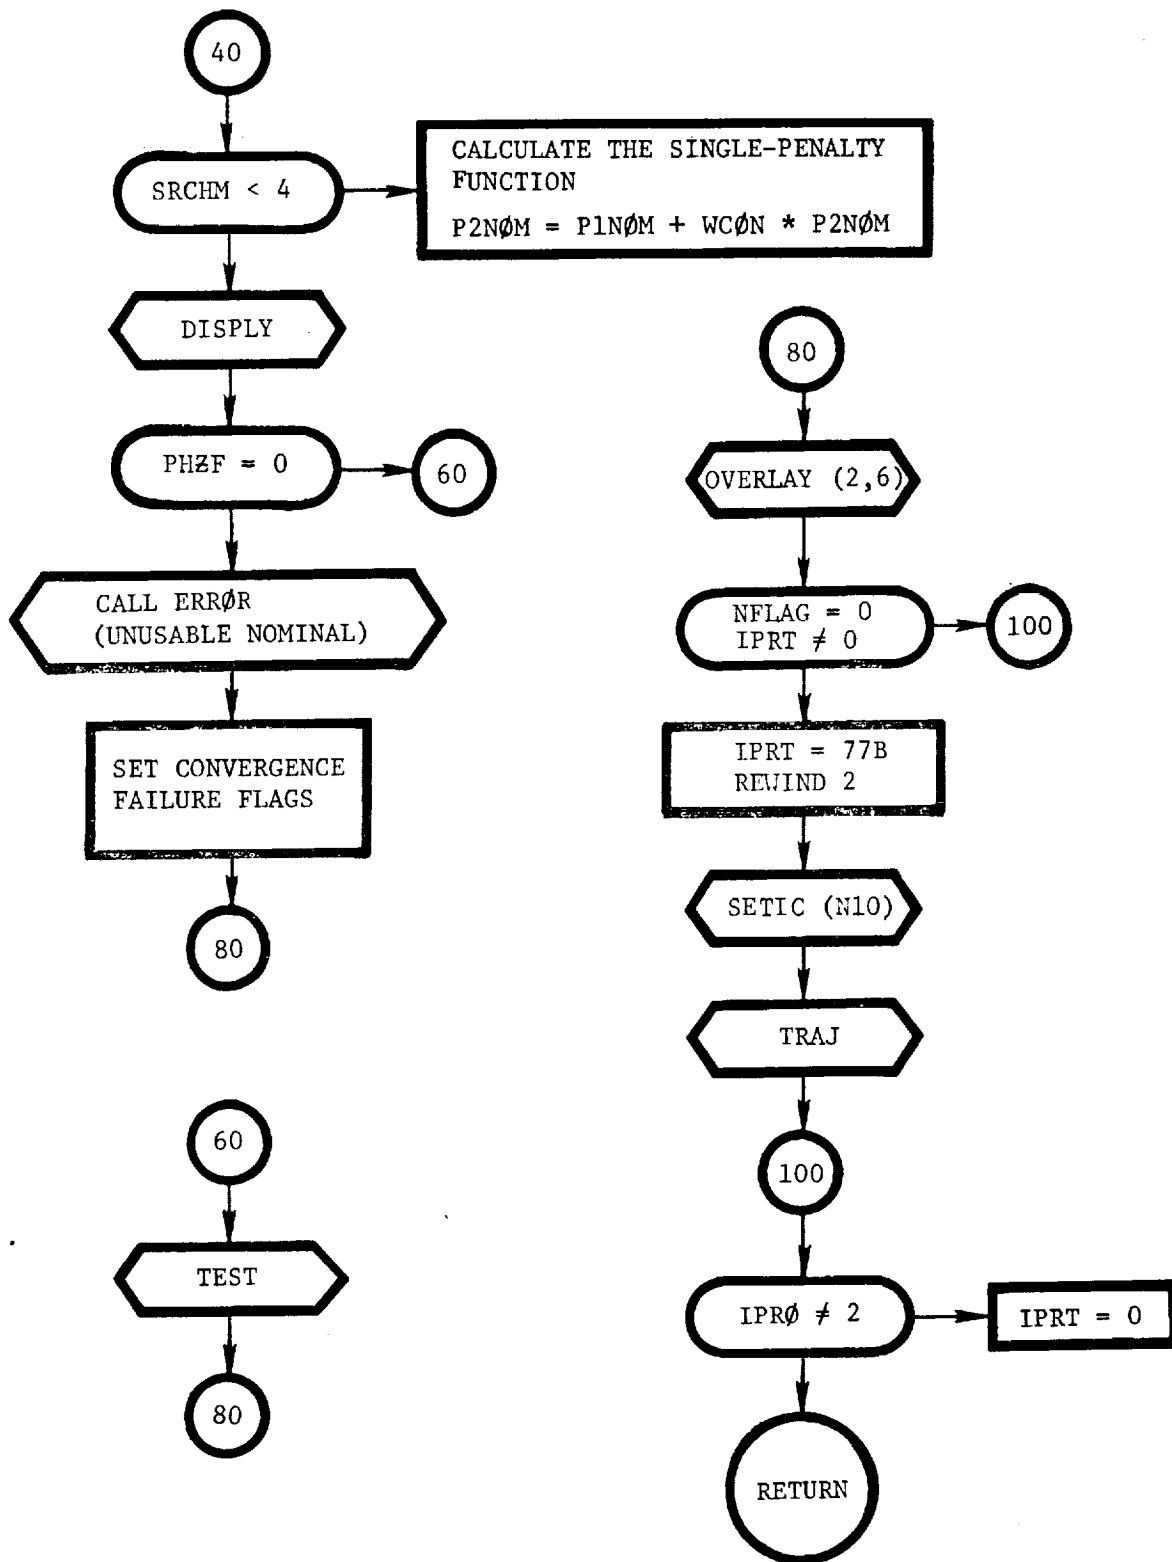 40
SRCHM < 4
CALCULATE THE SINGLE-PENALTY
FUNCTION
P2NØM = P1NØM + WCØN * P2NØM
DISPLY
PHƵF = 0
60
CALL ERRØR
(UNUSABLE NOMINAL)
SET CONVERGENCE
FAILURE FLAGS
80
60
TEST
80
80
OVERLAY (2,6)
NFLAG = 0
IPRT ≠ 0
100
IPRT = 77B
REWIND 2
SETIC (N10)
TRAJ
100
IPRØ ≠ 2
IPRT = 0
RETURN